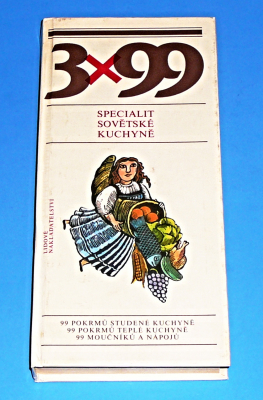 3×99
SPECIALIT
SOVĚTSKÉ
KUCHYNĚ
LIDOVÉ
NAKLADATELSTVÍ
99 POKRMŮ STUDENÉ KUCHYNĚ
99 POKRMŮ TEPLÉ KUCHYNĚ
99 MOUČNÍKŮ A NÁPOJŮ